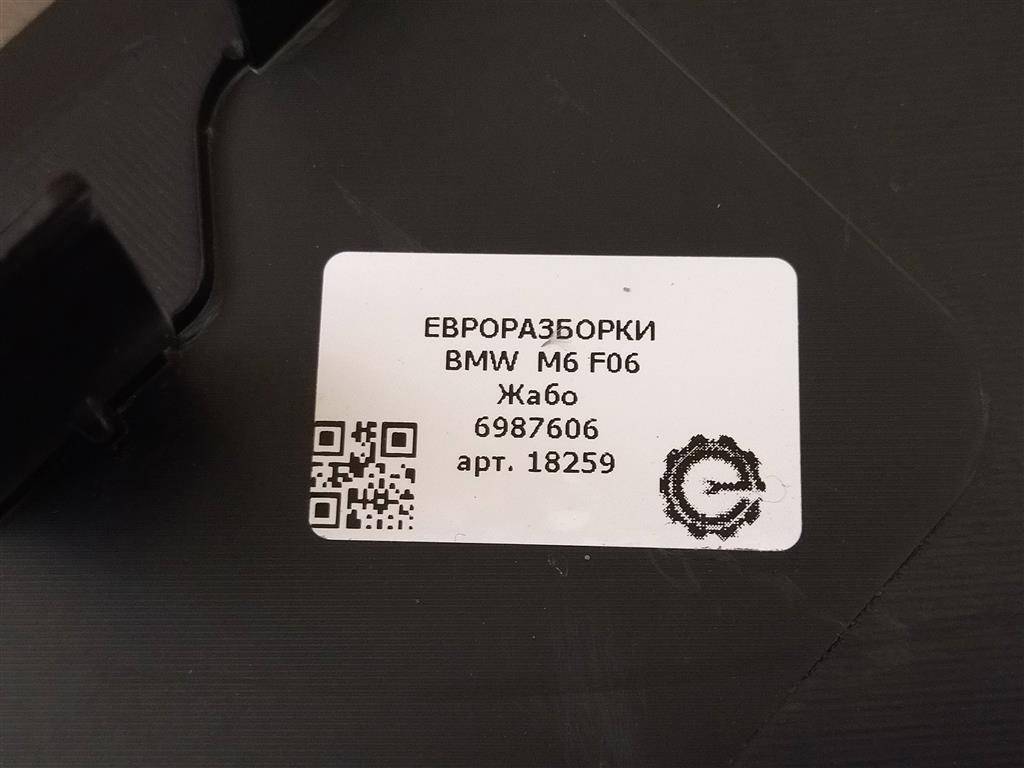 ЕВРОРАЗБОРКИ
BMW M6 F06
Жабо
6987606
арт. 18259